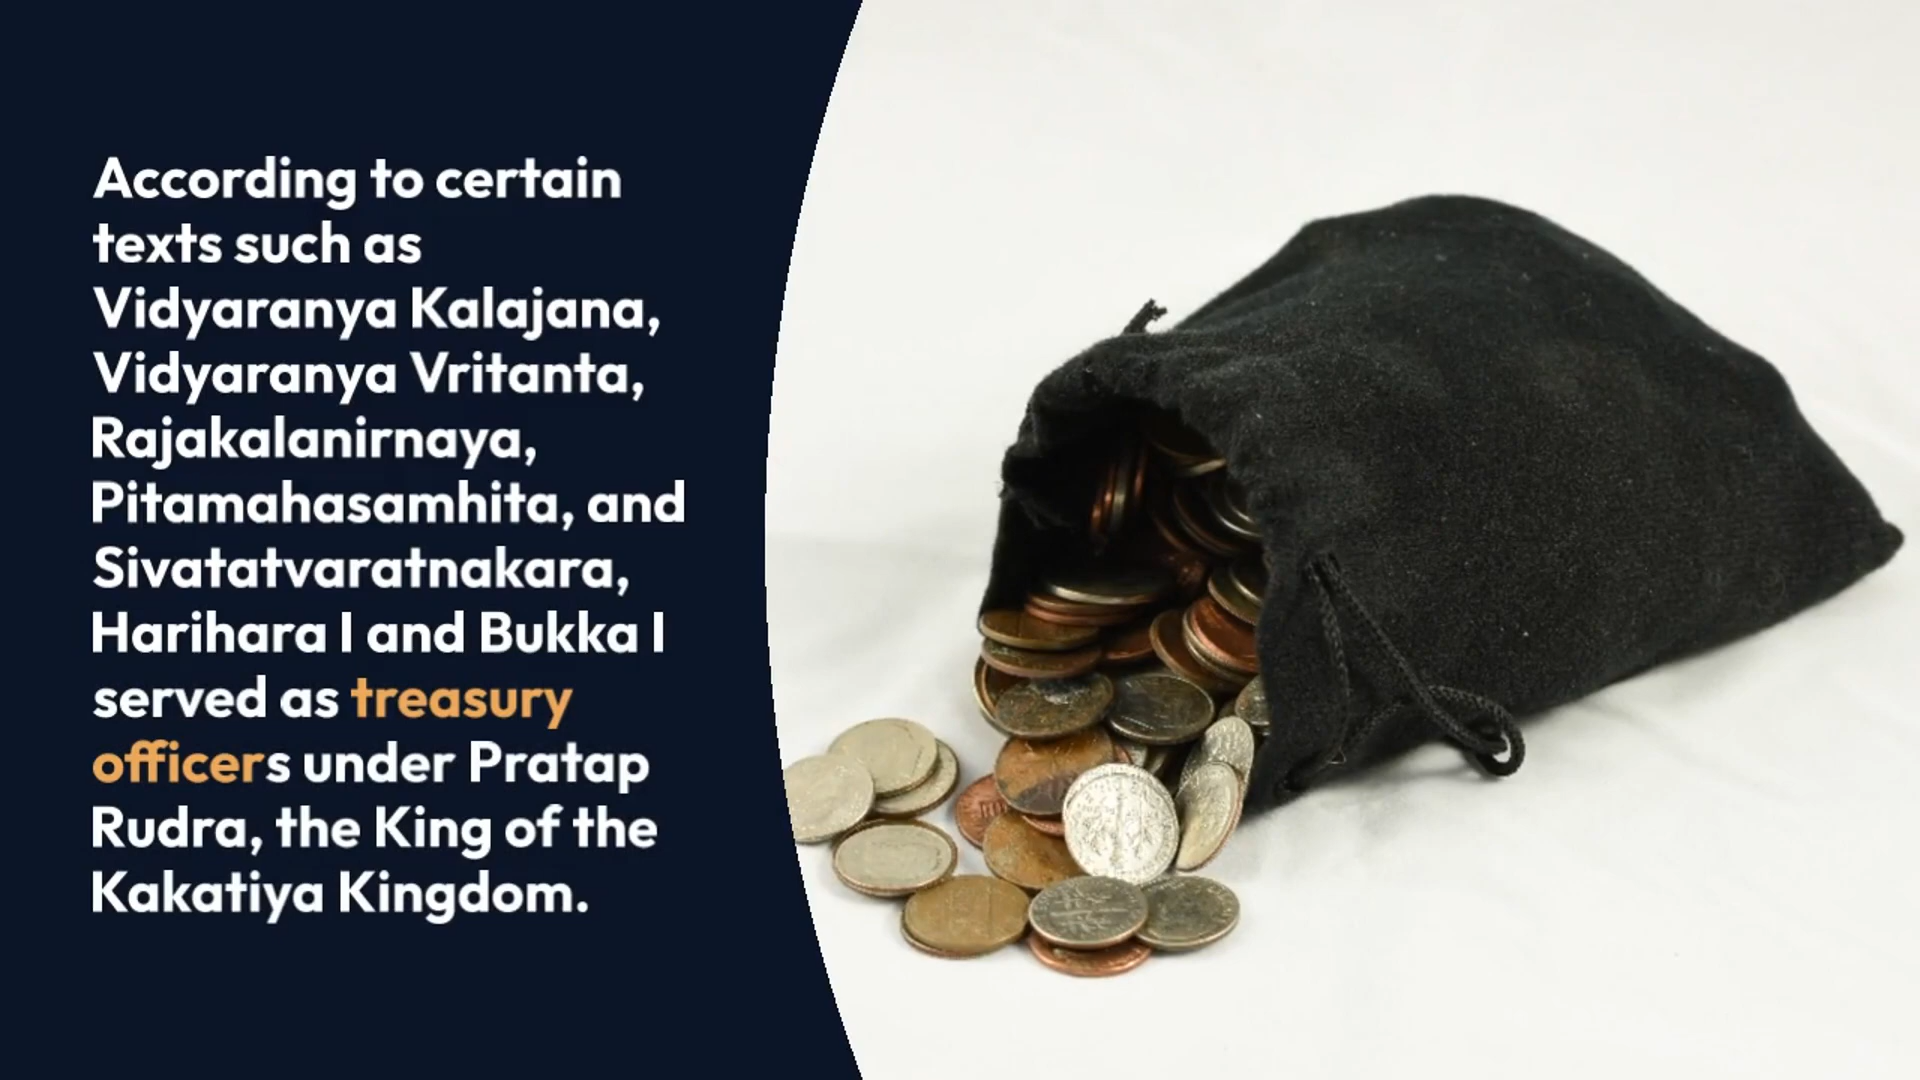 According to certain
texts such as
Vidyaranya Kalajana,
Vidyaranya Vritanta,
Rajakalanirnaya,
Pitamahasamhita, and
Sivatatvaratnakara,
Harihara I and Bukka I
served as treasury
officers under Pratap
Rudra, the King of the
Kakatiya Kingdom.